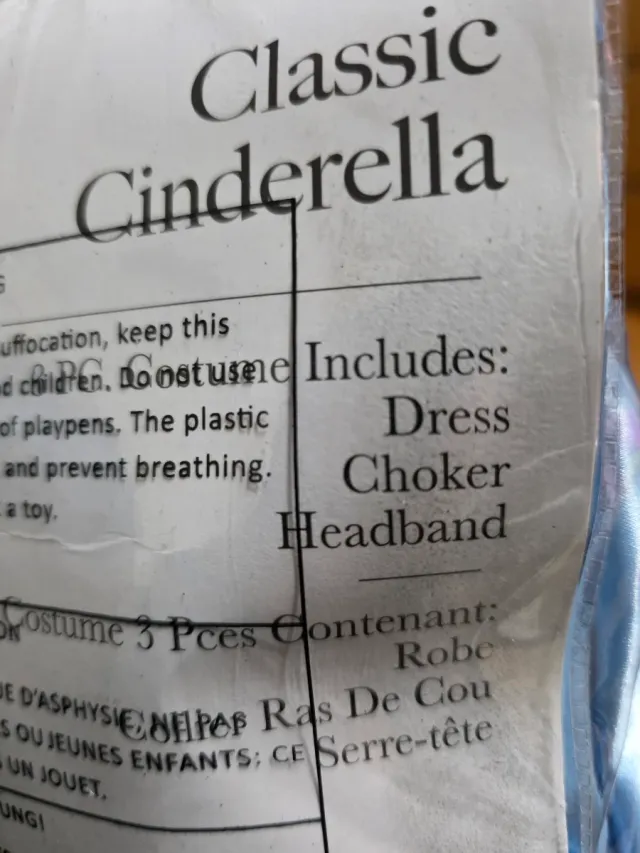 Classic
Cinderella
uffocation, keep this
3 PC Costume Includes:
d children. Do not use
Dress
of playpens. The plastic
Choker
and prevent breathing.
Headband
a toy.
Costume 3 Pces Contenant:
Robe
Collier Ras De Cou
Serre-tête
E D'ASPHYSIE NE PAS
S OU JEUNES ENFANTS; CE
UN JOUET.
UNG!